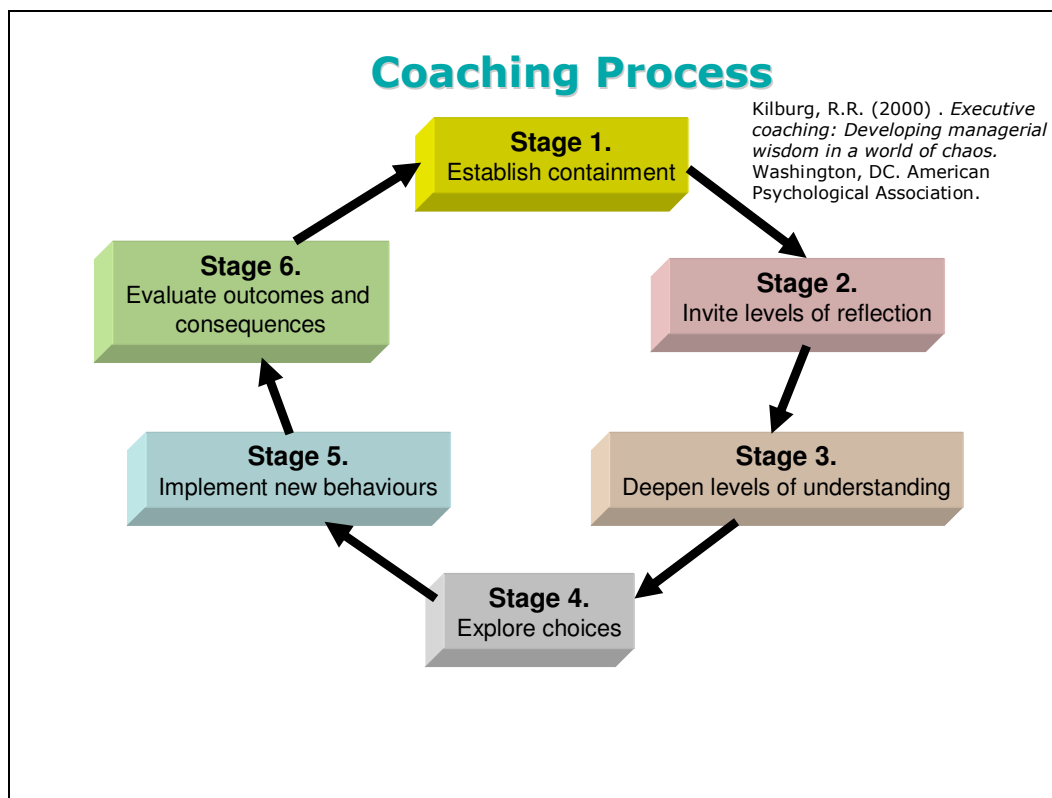 Coaching Process
Kilburg, R.R. (2000) . Executive
coaching: Developing managerial
wisdom in a world of chaos.
Washington, DC. American
Psychological Association.
Stage 1.
Establish containment
Stage 2.
Invite levels of reflection
Stage 3.
Deepen levels of understanding
Stage 4.
Explore choices
Stage 5.
Implement new behaviours
Stage 6.
Evaluate outcomes and
consequences